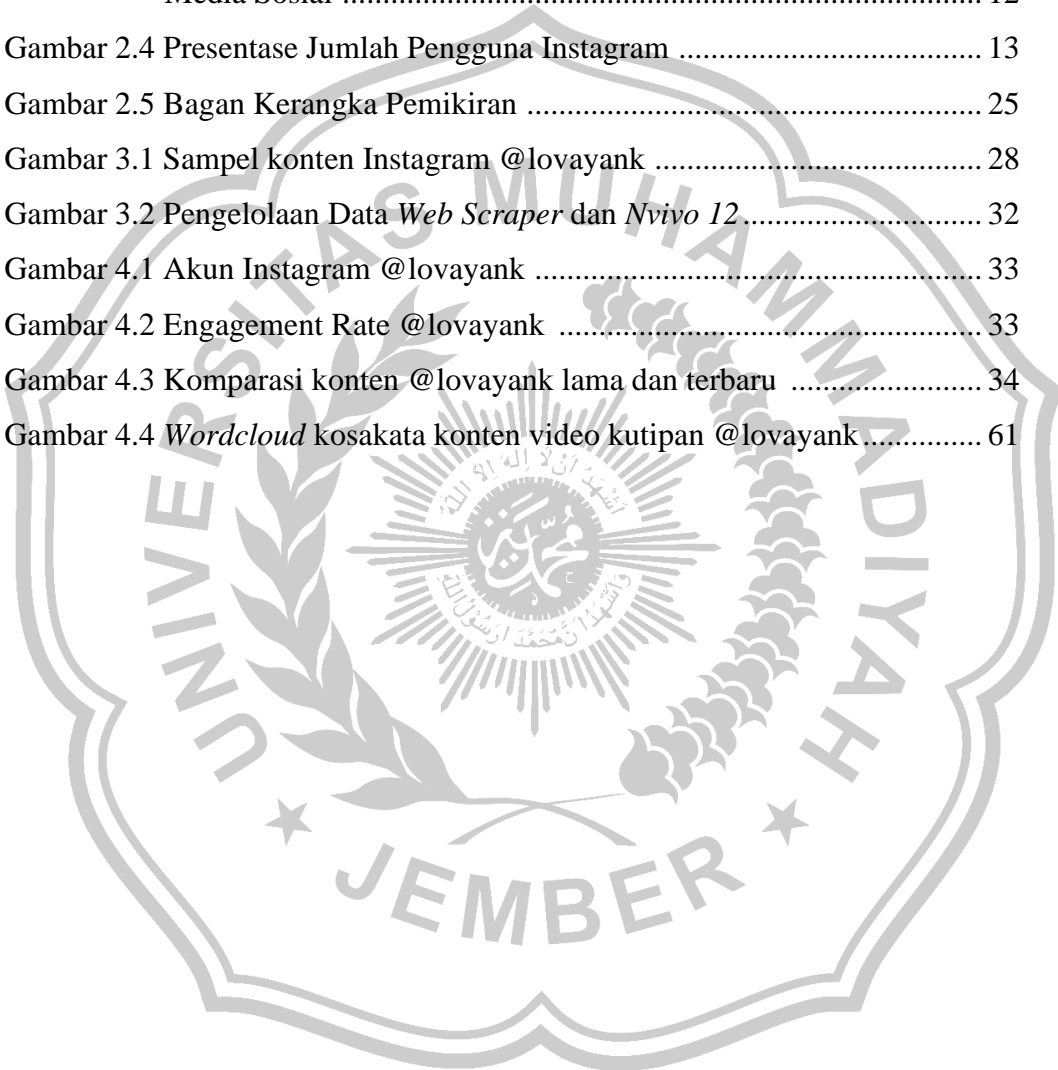 Media Sosial ................................................................................ 12
Gambar 2.4 Presentase Jumlah Pengguna Instagram ...................................... 13
Gambar 2.5 Bagan Kerangka Pemikiran ......................................................... 25
Gambar 3.1 Sampel konten Instagram @lovayank ......................................... 28
Gambar 3.2 Pengelolaan Data Web Scraper dan Nvivo 12 .............................. 32
Gambar 4.1 Akun Instagram @lovayank ........................................................ 33
Gambar 4.2 Engagement Rate @lovayank ..................................................... 33
Gambar 4.3 Komparasi konten @lovayank lama dan terbaru ........................ 34
Gambar 4.4 Wordcloud kosakata konten video kutipan @lovayank ............... 61
UNIVERSITAS MUHAMMADIYAH
JEMBER